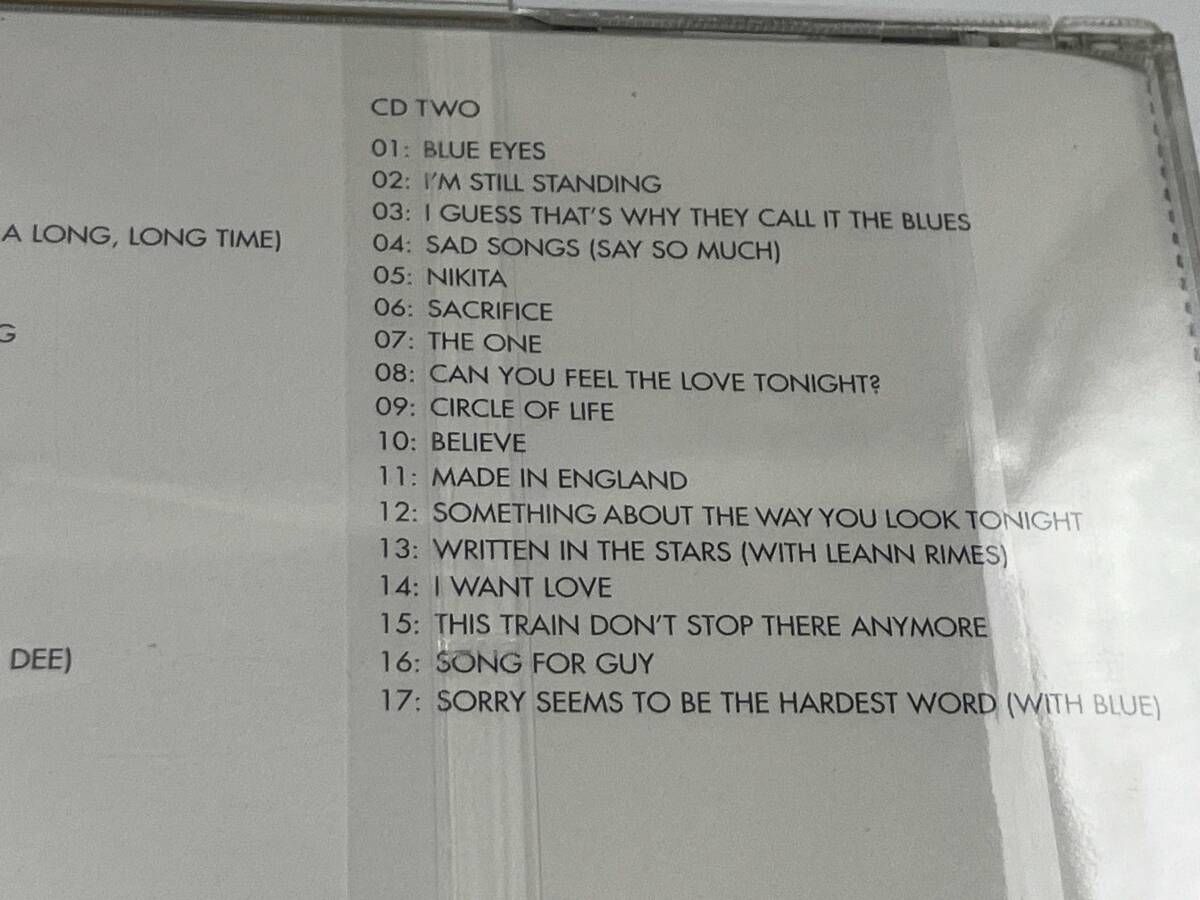 A LONG, LONG TIME)
G
DEE)
CD TWO
01: BLUE EYES
02: I'M STILL STANDING
03: I GUESS THAT'S WHY THEY CALL IT THE BLUES
04: SAD SONGS (SAY SO MUCH)
05: NIKITA
06: SACRIFICE
07: THE ONE
08: CAN YOU FEEL THE LOVE TONIGHT?
09: CIRCLE OF LIFE
10: BELIEVE
11: MADE IN ENGLAND
12: SOMETHING ABOUT THE WAY YOU LOOK TONIGHT
13: WRITTEN IN THE STARS (WITH LEANN RIMES)
14: I WANT LOVE
15: THIS TRAIN DON'T STOP THERE ANYMORE
16: SONG FOR GUY
17: SORRY SEEMS TO BE THE HARDEST WORD (WITH BLUE)